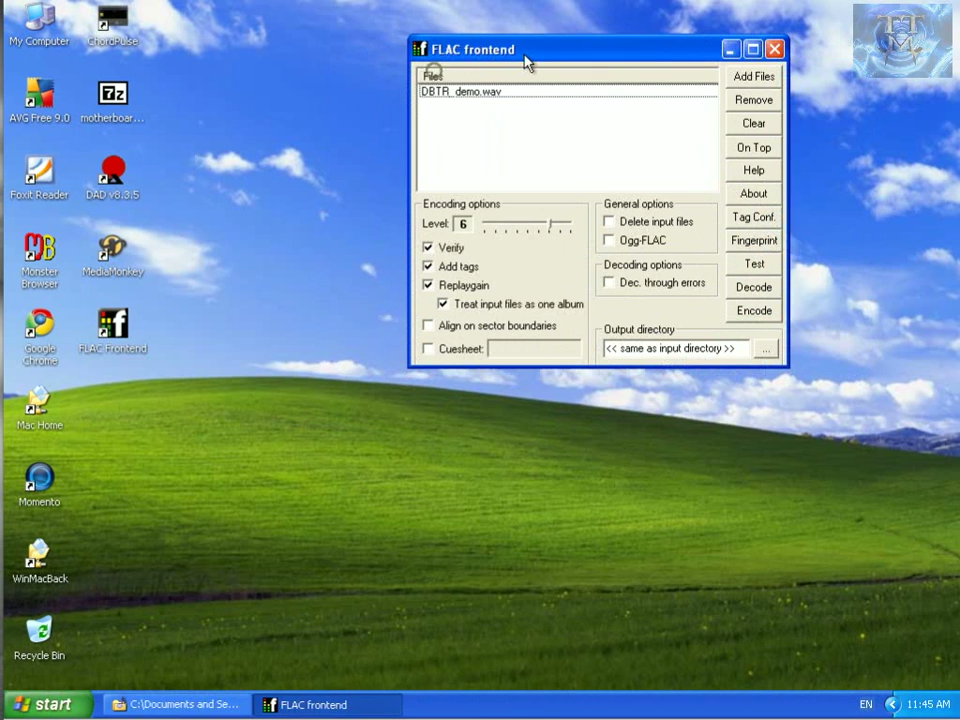 My Computer
ChordPulse
AVG Free 9.0
motherboar...
7z
Foxit Reader
DAD v8.3.5
Monster Browser
MediaMonkey
Google Chrome
FLAC Frontend
Mac Home
Momento
WinMacBack
Recycle Bin
FLAC frontend
Files
DBTR_demo.wav
Add Files
Remove
Clear
On Top
Help
About
Tag Conf.
Fingerprint
Test
Decode
Encode
Encoding options
Level: 6
Verify
Add tags
Replaygain
Treat input files as one album
Align on sector boundaries
Cuesheet:
General options
Delete input files
Ogg-FLAC
Decoding options
Dec. through errors
Output directory
<< same as input directory >>
...
TTM
start
C:\Documents and Se...
FLAC frontend
EN
11:45 AM